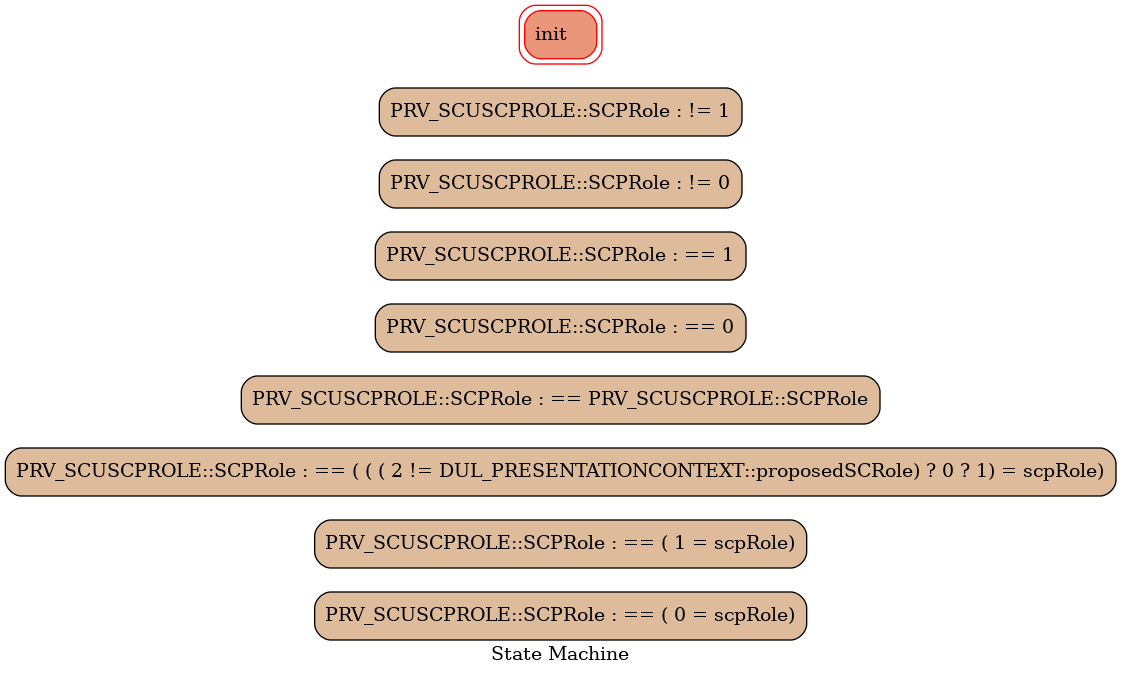 init
PRV_SCUSCPROLE::SCPRole : != 1
PRV_SCUSCPROLE::SCPRole : != 0
PRV_SCUSCPROLE::SCPRole : == 1
PRV_SCUSCPROLE::SCPRole : == 0
PRV_SCUSCPROLE::SCPRole : == PRV_SCUSCPROLE::SCPRole
PRV_SCUSCPROLE::SCPRole : == ( ( ( 2 != DUL_PRESENTATIONCONTEXT::proposedSCRole) ? 0 ? 1) = scpRole)
PRV_SCUSCPROLE::SCPRole : == ( 1 = scpRole)
PRV_SCUSCPROLE::SCPRole : == ( 0 = scpRole)
State Machine